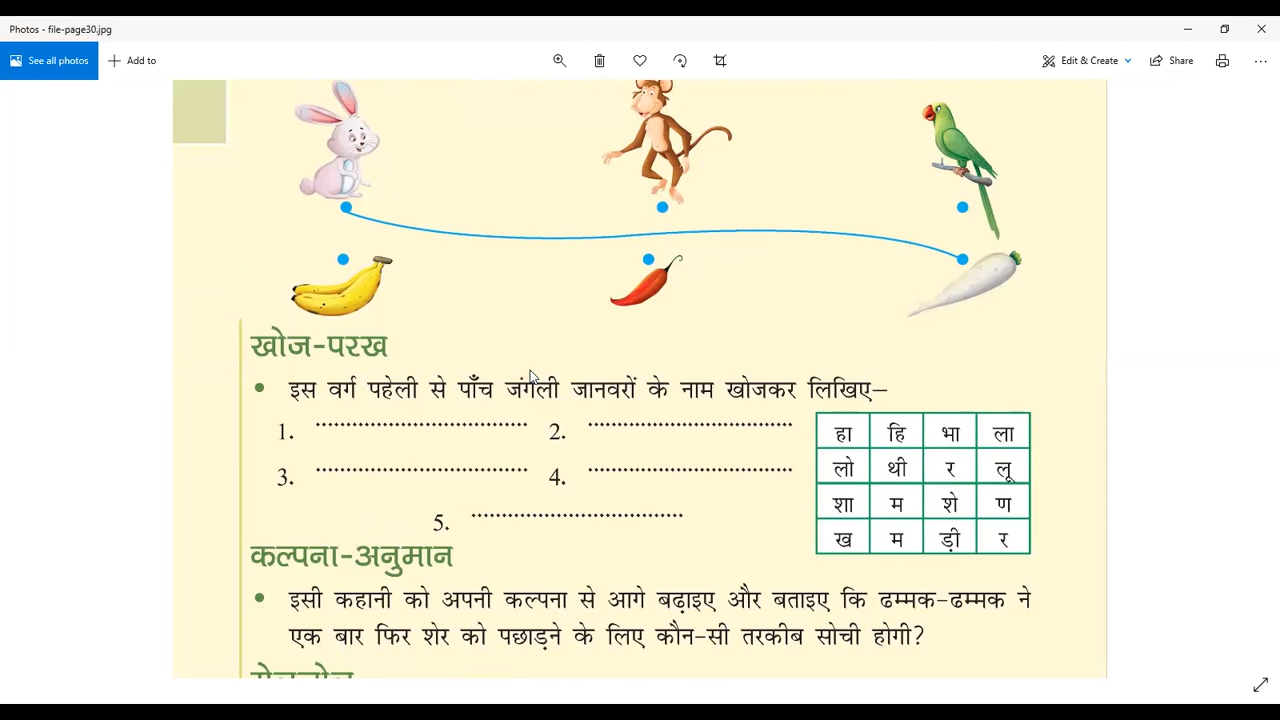 Photos - file-page30.jpg
See all photos
Add to
Edit & Create
Share
खोज-परख
इस वर्ग पहेली से पाँच जंगली जानवरों के नाम खोजकर लिखिए–
1. 2.
3. 4.
5.
हा हि भा ला
लो थी र लू
शा म शे ण
ख म ड़ी र
कल्पना-अनुमान
इसी कहानी को अपनी कल्पना से आगे बढ़ाइए और बताइए कि ढम्मक-ढम्मक ने
एक बार फिर शेर को पछाड़ने के लिए कौन-सी तरकीब सोची होगी?